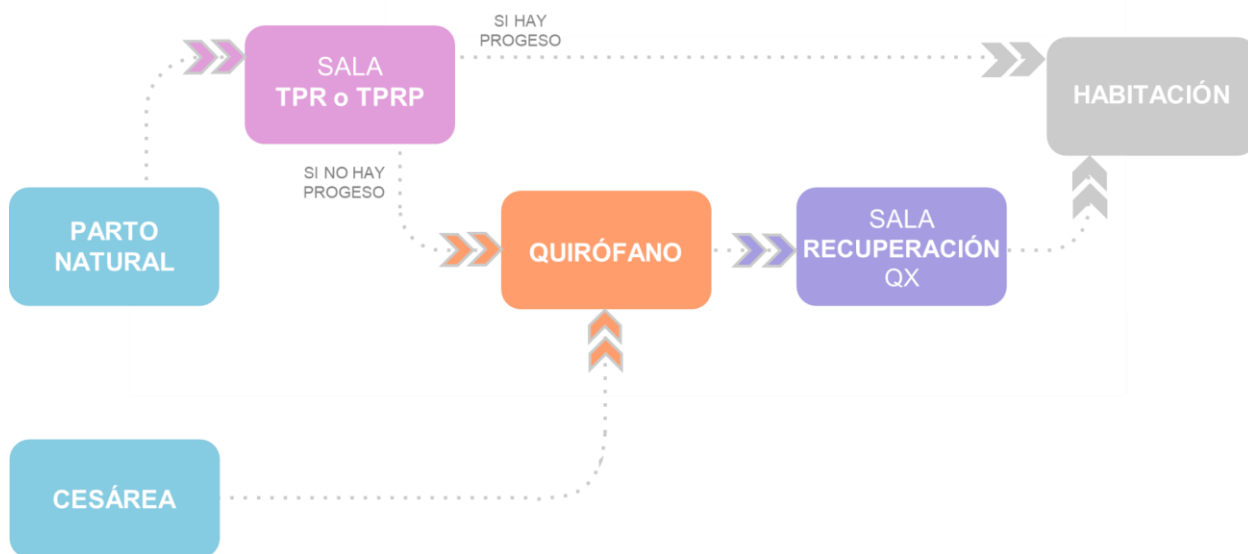 SI HAY
PROGESO
SALA
TPR o TPRP
HABITACIÓN
SI NO HAY
PROGESO
PARTO
NATURAL
QUIRÓFANO
SALA
RECUPERACIÓN
QX
CESÁREA